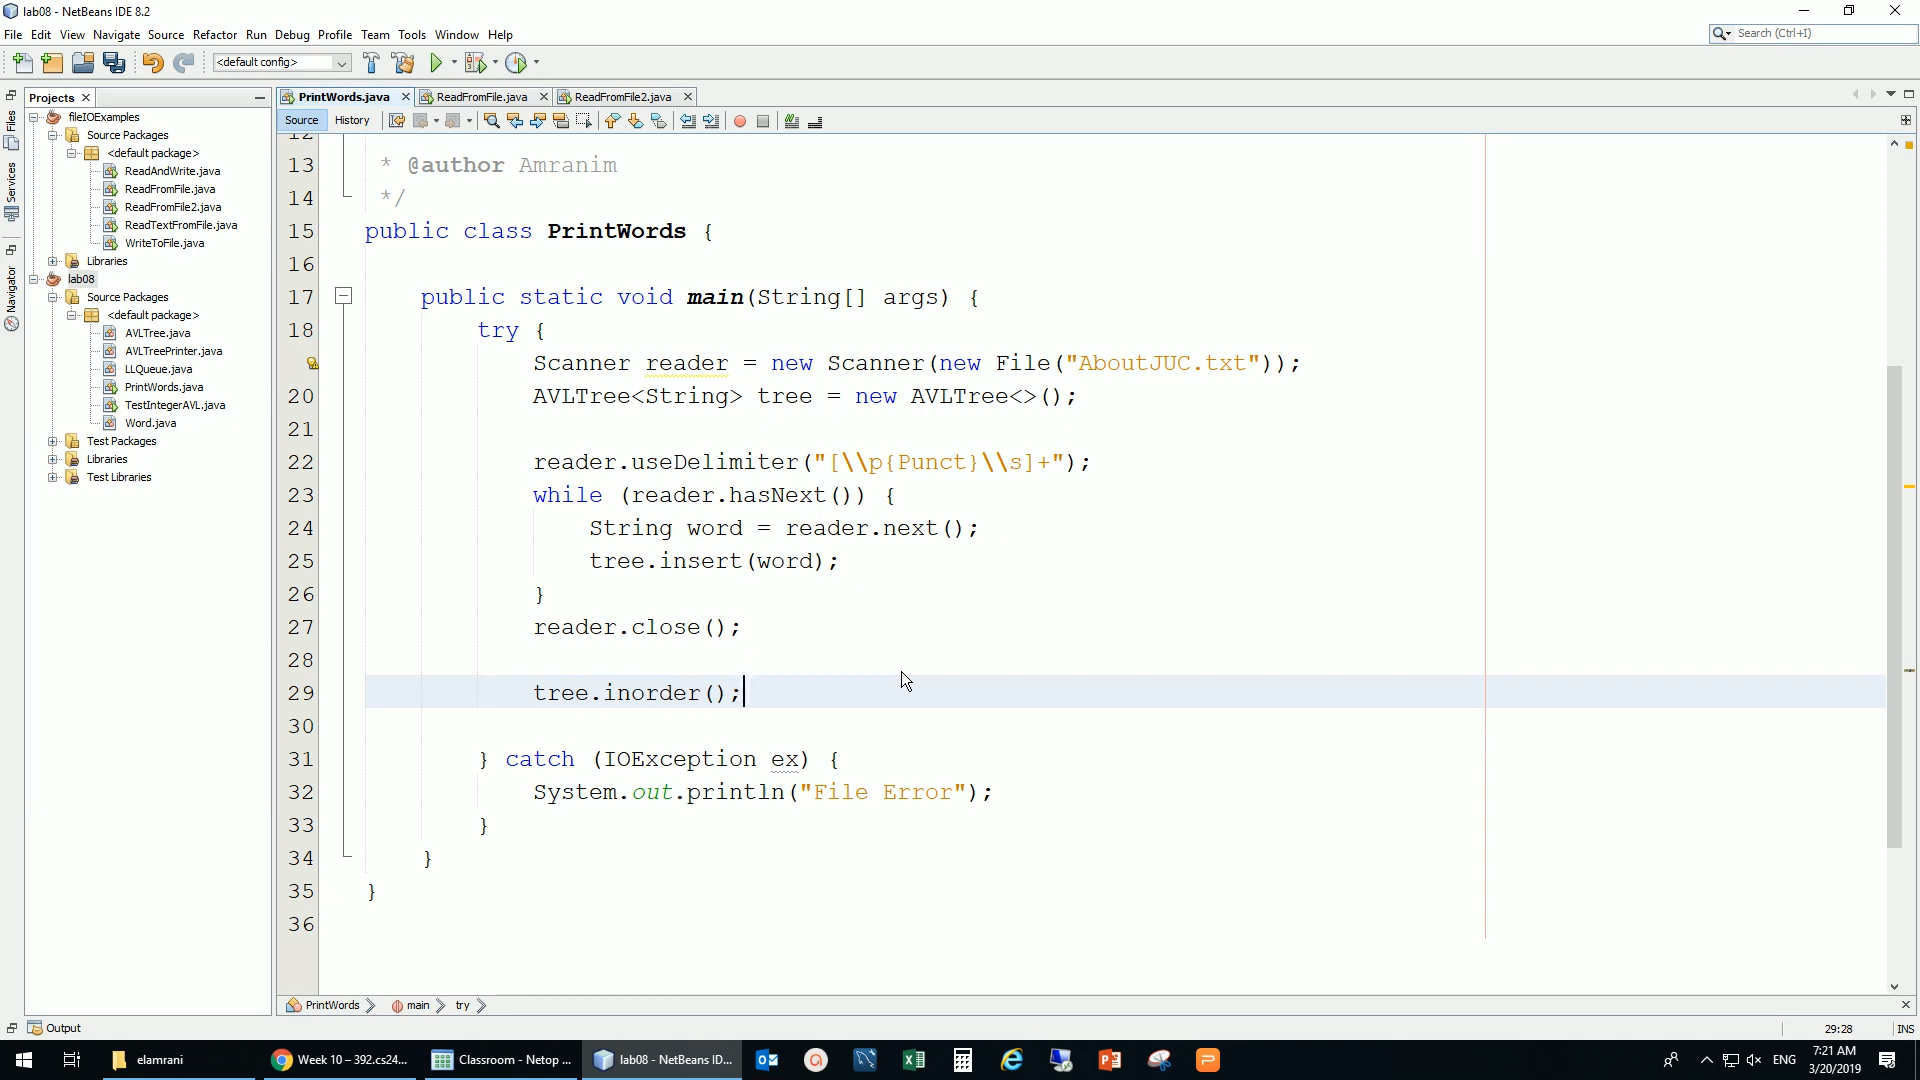 lab08 - NetBeans IDE 8.2
File Edit View Navigate Source Refactor Run Debug Profile Team Tools Window Help
Search (Ctrl+I)
<default config>
Projects
PrintWords.java
ReadFromFile.java
ReadFromFile2.java
Source
History
Files
Services
Navigator
fileIOExamples
Source Packages
<default package>
ReadAndWrite.java
ReadFromFile.java
ReadFromFile2.java
ReadTextFromFile.java
WriteToFile.java
Libraries
lab08
Source Packages
<default package>
AVLTree.java
AVLTreePrinter.java
LLQueue.java
PrintWords.java
TestIntegerAVL.java
Word.java
Test Packages
Libraries
Test Libraries
12
13 * @author Amranim
14 */
15 public class PrintWords {
16
17 public static void main(String[] args) {
18 try {
Scanner reader = new Scanner(new File("AboutJUC.txt"));
20 AVLTree<String> tree = new AVLTree<>();
21
22 reader.useDelimiter("[\\p{Punct}\\s]+");
23 while (reader.hasNext()) {
24 String word = reader.next();
25 tree.insert(word);
26 }
27 reader.close();
28
29 tree.inorder();
30
31 } catch (IOException ex) {
32 System.out.println("File Error");
33 }
34 }
35 }
36
PrintWords
main
try
Output
29:28
INS
elamrani
Week 10 – 392.cs24...
Classroom - Netop ...
lab08 - NetBeans ID...
ENG
7:21 AM
3/20/2019